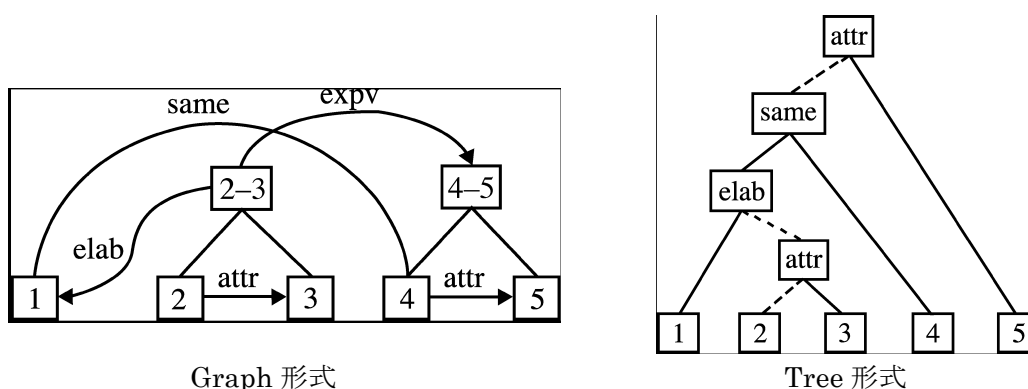 same
expv
2–3
4–5
elab
attr
attr
1
2
3
4
5
Graph 形式
attr
same
elab
attr
1
2
3
4
5
Tree 形式